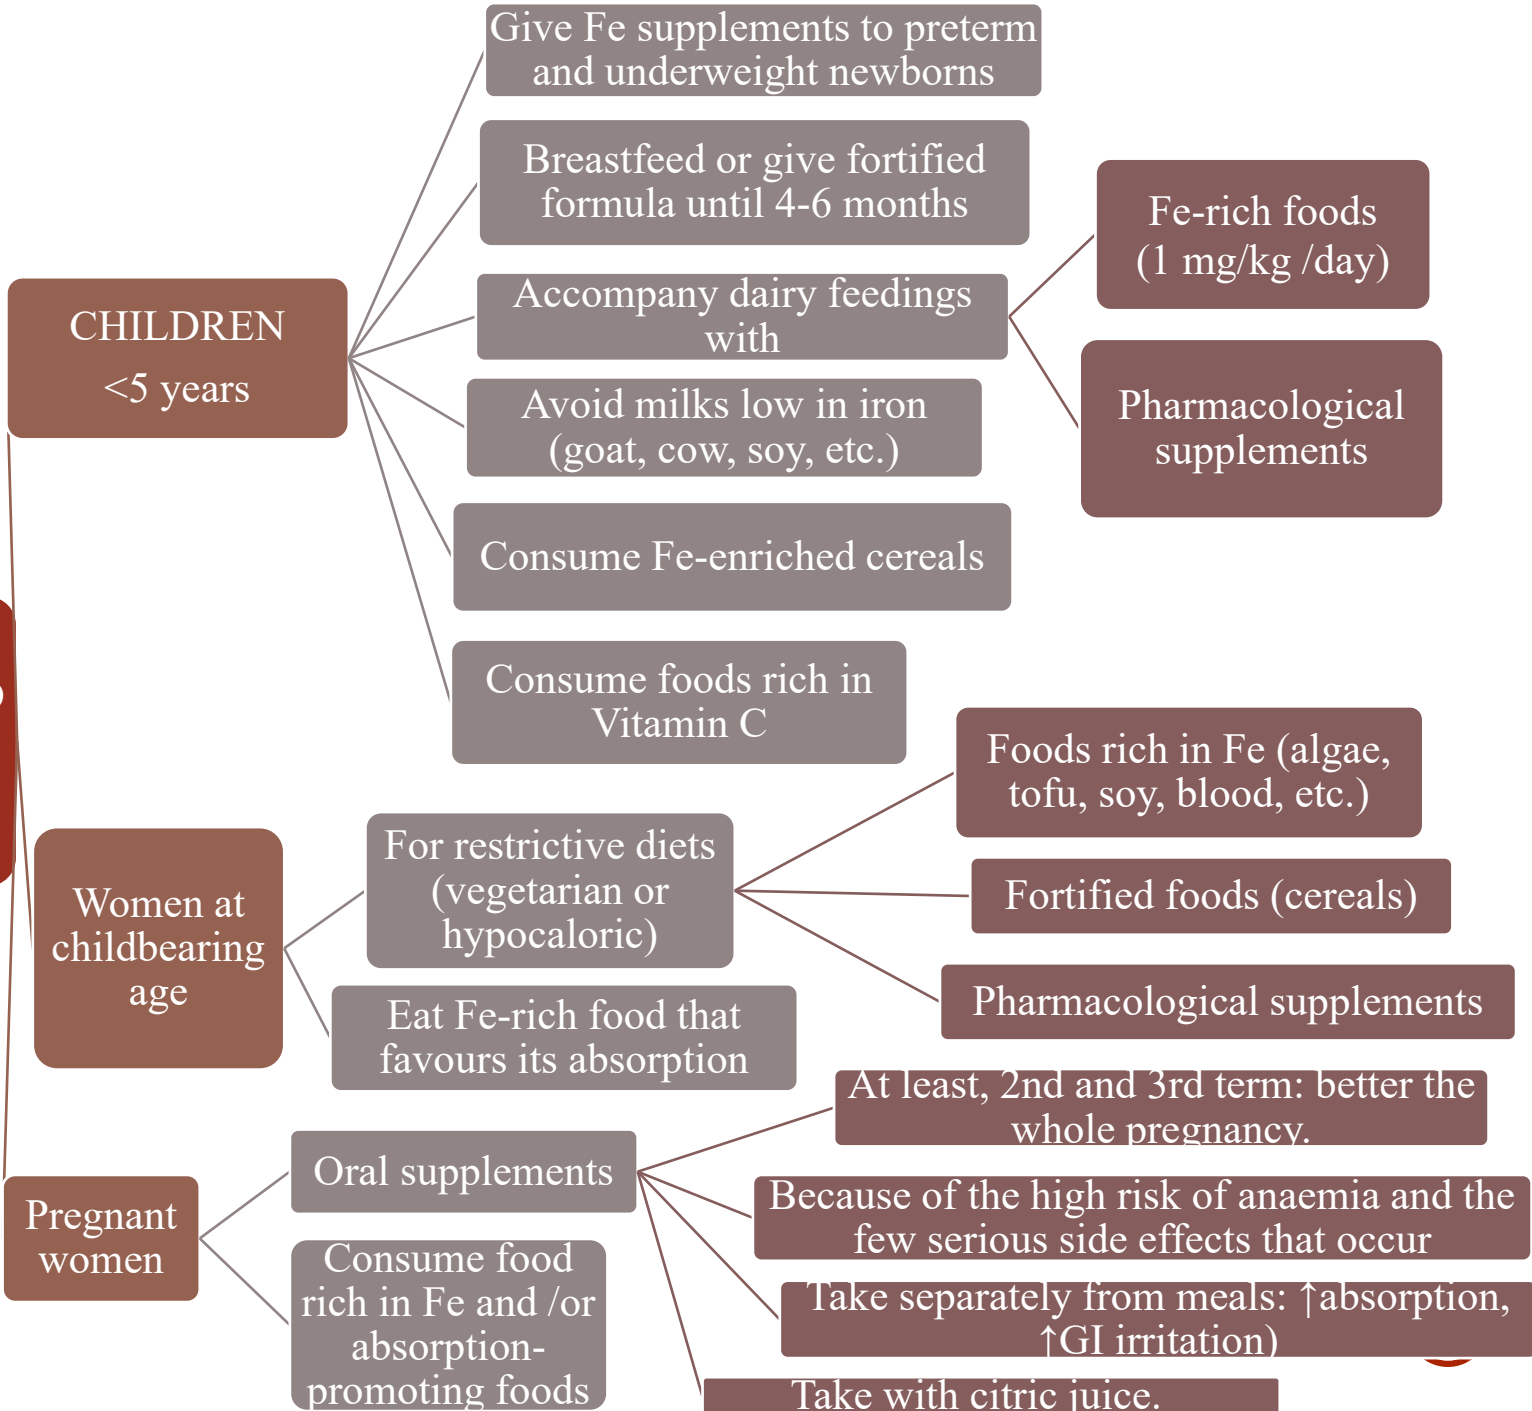 Give Fe supplements to preterm
and underweight newborns
Breastfeed or give fortified
formula until 4-6 months
Fe-rich foods
(1 mg/kg /day)
Accompany dairy feedings
with
CHILDREN
<5 years
Pharmacological
supplements
Avoid milks low in iron
(goat, cow, soy, etc.)
Consume Fe-enriched cereals
Consume foods rich in
Vitamin C
Foods rich in Fe (algae,
tofu, soy, blood, etc.)
For restrictive diets
(vegetarian or
hypocaloric)
Fortified foods (cereals)
Women at
childbearing
age
Pharmacological supplements
Eat Fe-rich food that
favours its absorption
At least, 2nd and 3rd term: better the
whole pregnancy.
Oral supplements
Pregnant
women
Because of the high risk of anaemia and the
few serious side effects that occur
Consume food
rich in Fe and /or
absorption-
promoting foods
Take separately from meals: ↑absorption,
↑GI irritation)
Take with citric juice.